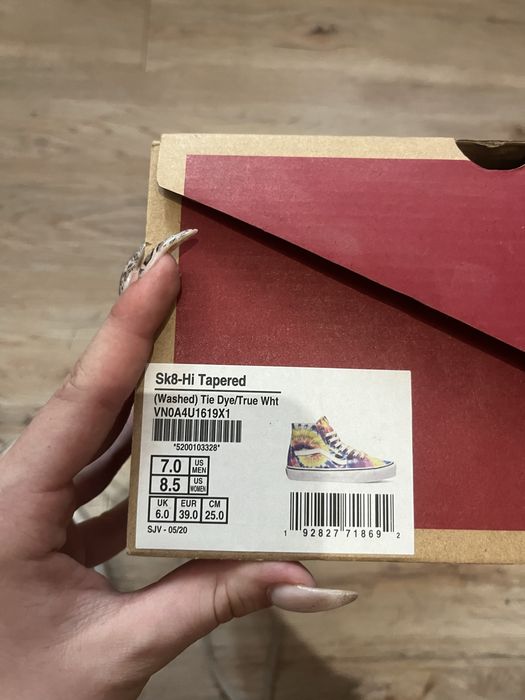 Sk8-Hi Tapered
(Washed) Tie Dye/True Wht
VN0A4U1619X1
*5200103328*
7.0 US MEN
8.5 US WOMEN
UK EUR CM
6.0 39.0 25.0
SJV - 05/20
1 92827 71869 2